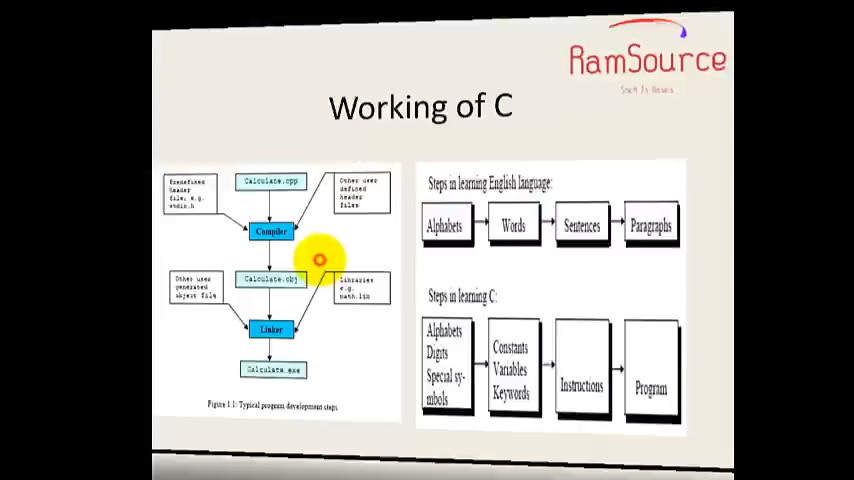 RamSource
Working of C
Predefined
Header
file, e.g.
stdio.h
Calculate.cpp
Other user
defined
header
files
Compiler
Other user
generated
object file
Calculate.obj
Libraries
e.g.
math.lib
Linker
Calculate.exe
Figure 1.1: Typical program development steps
Steps in learning English language:
Alphabets
Words
Sentences
Paragraphs
Steps in learning C:
Alphabets
Digits
Special sy-
mbols
Constants
Variables
Keywords
Instructions
Program